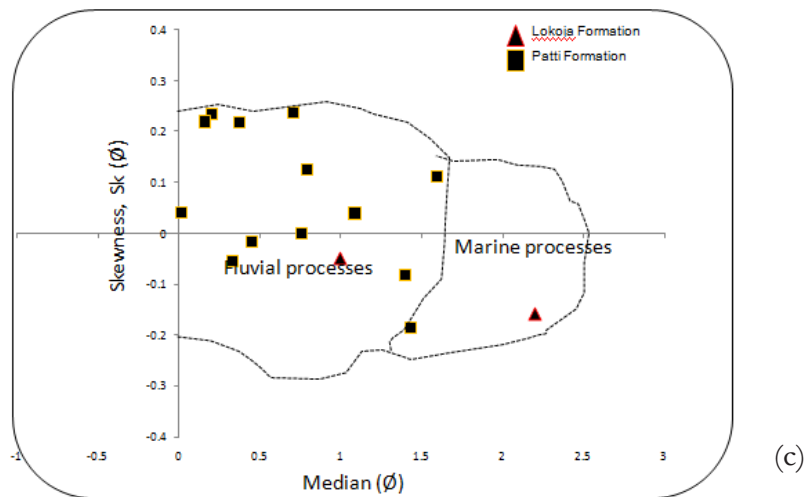 Lokoja Formation
Patti Formation
0.4
0.3
0.2
0.1
0
-0.1
-0.2
-0.3
-0.4
Skewness, Sk (Ø)
Fluvial processes
Marine processes
-1
0
0.5
1
1.5
2
2.5
3
Median (Ø)
(c)